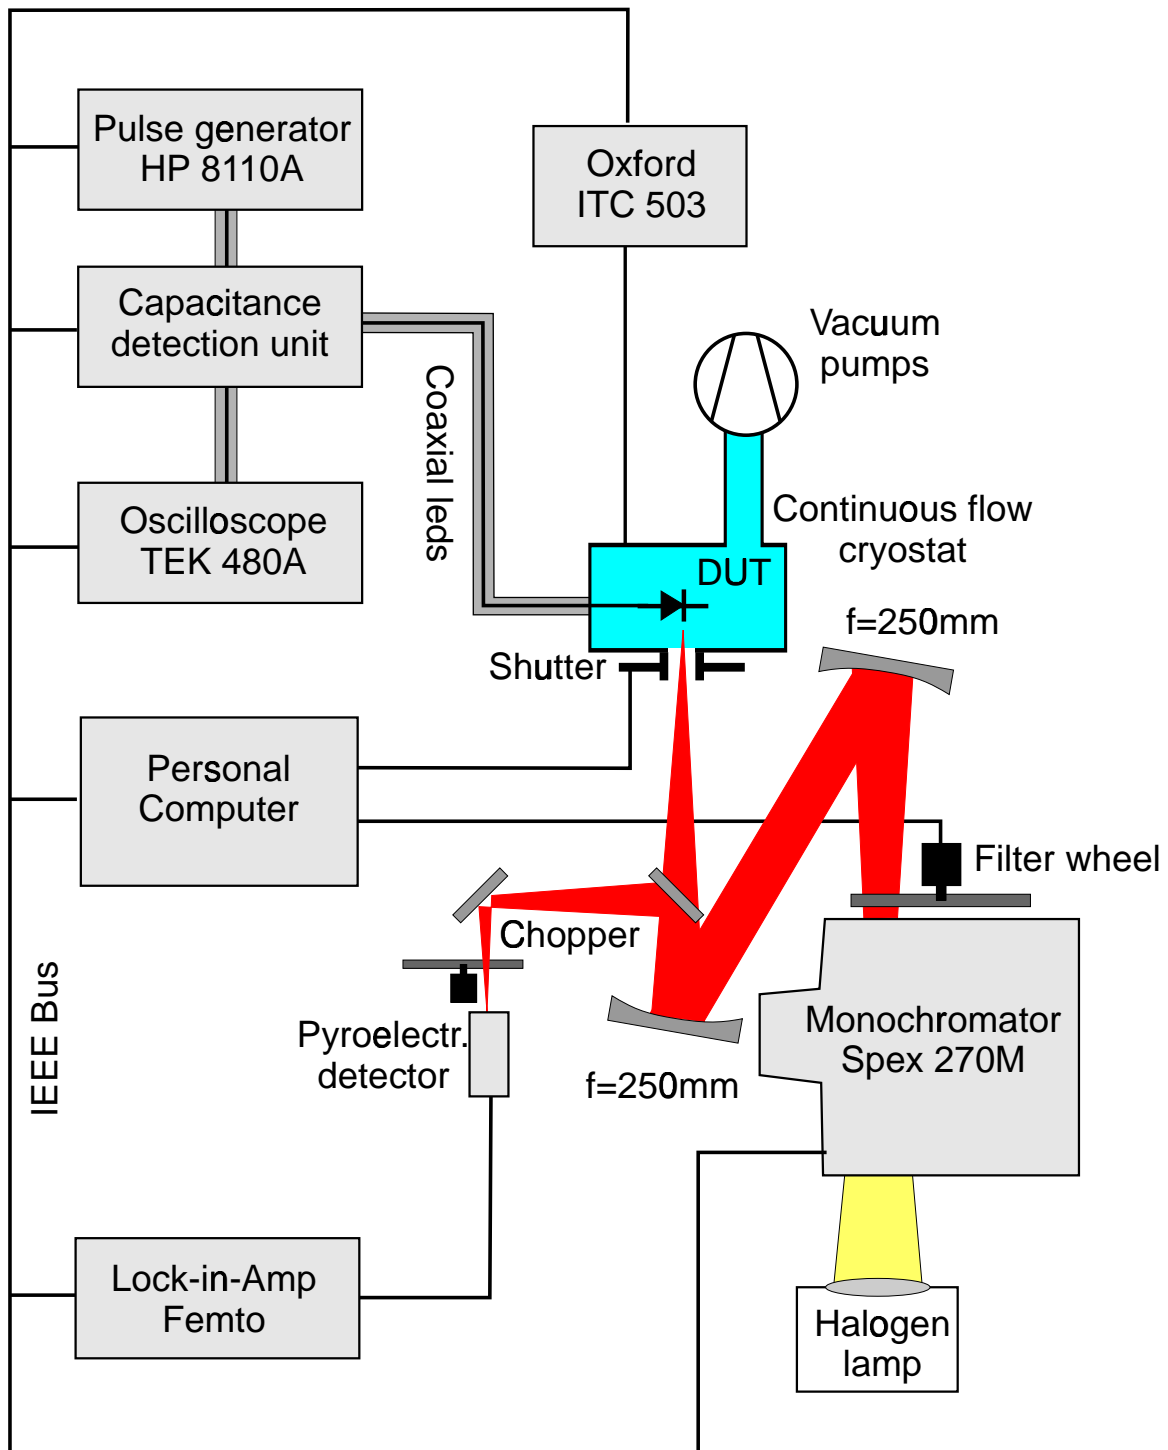 Pulse generator
HP 8110A
Oxford
ITC 503
Capacitance
detection unit
Vacuum
pumps
Coaxial leds
Oscilloscope
TEK 480A
Continuous flow
cryostat
DUT
f=250mm
Shutter
Personal
Computer
Filter wheel
Chopper
IEEE Bus
Pyroelectr.
detector
f=250mm
Monochromator
Spex 270M
Lock-in-Amp
Femto
Halogen
lamp